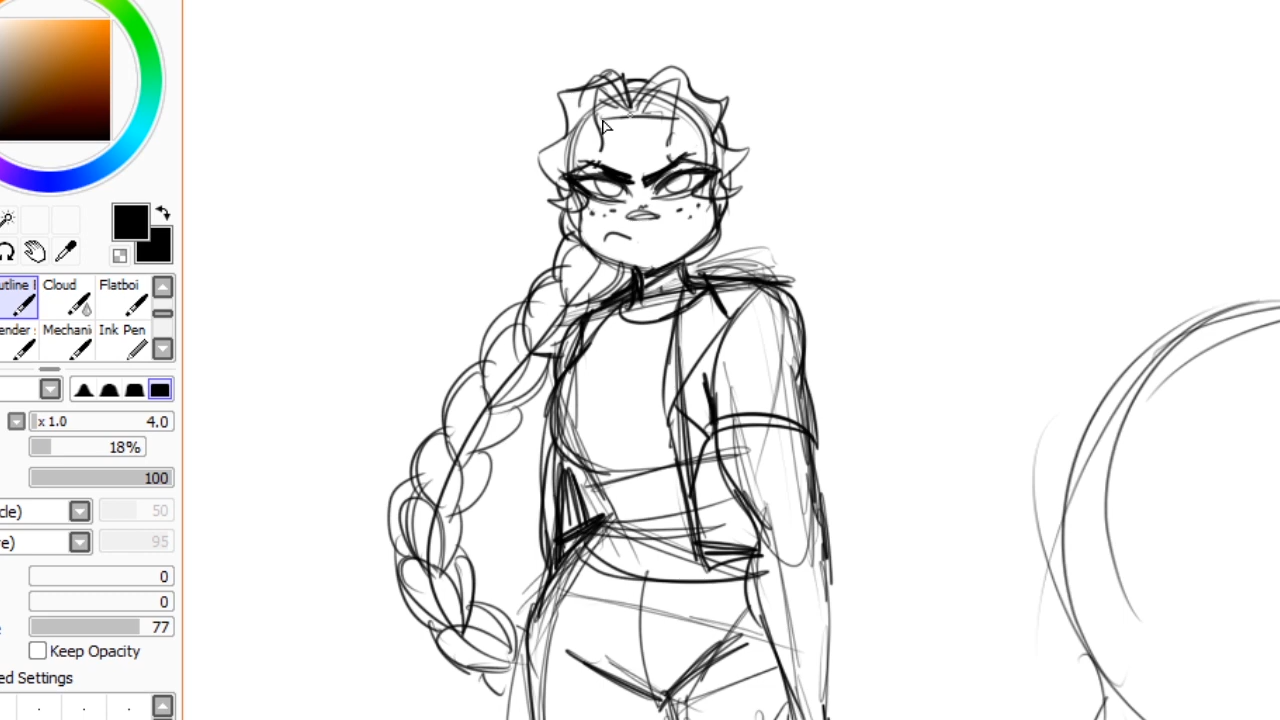 utline I Cloud Flatboi
ender : Mechani Ink Pen
x 1.0 4.0
18%
100
cle) 50
re) 95
0
0
77
Keep Opacity
ed Settings